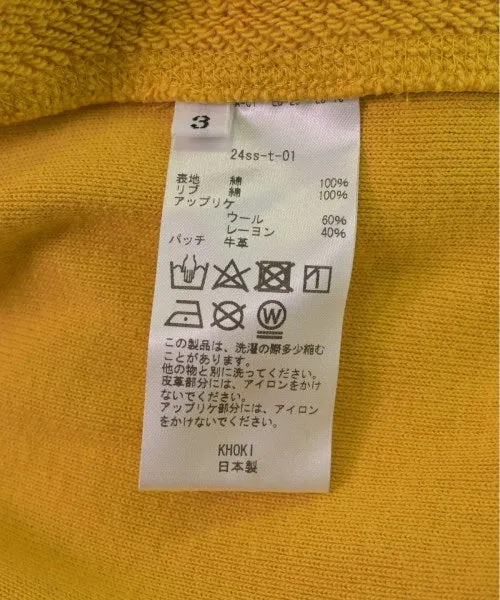 3
24ss-t-01
表地 綿 100%
リブ 綿 100%
アップリケ
ウール 60%
レーヨン 40%
パッチ 牛革
W
この製品は、洗濯の際多少縮む
ことがあります。
他の物と別に洗ってください。
皮革部分には、アイロンをかけ
ないでください。
アップリケ部分には、アイロン
をかけないでください。
KHOKI
日本製